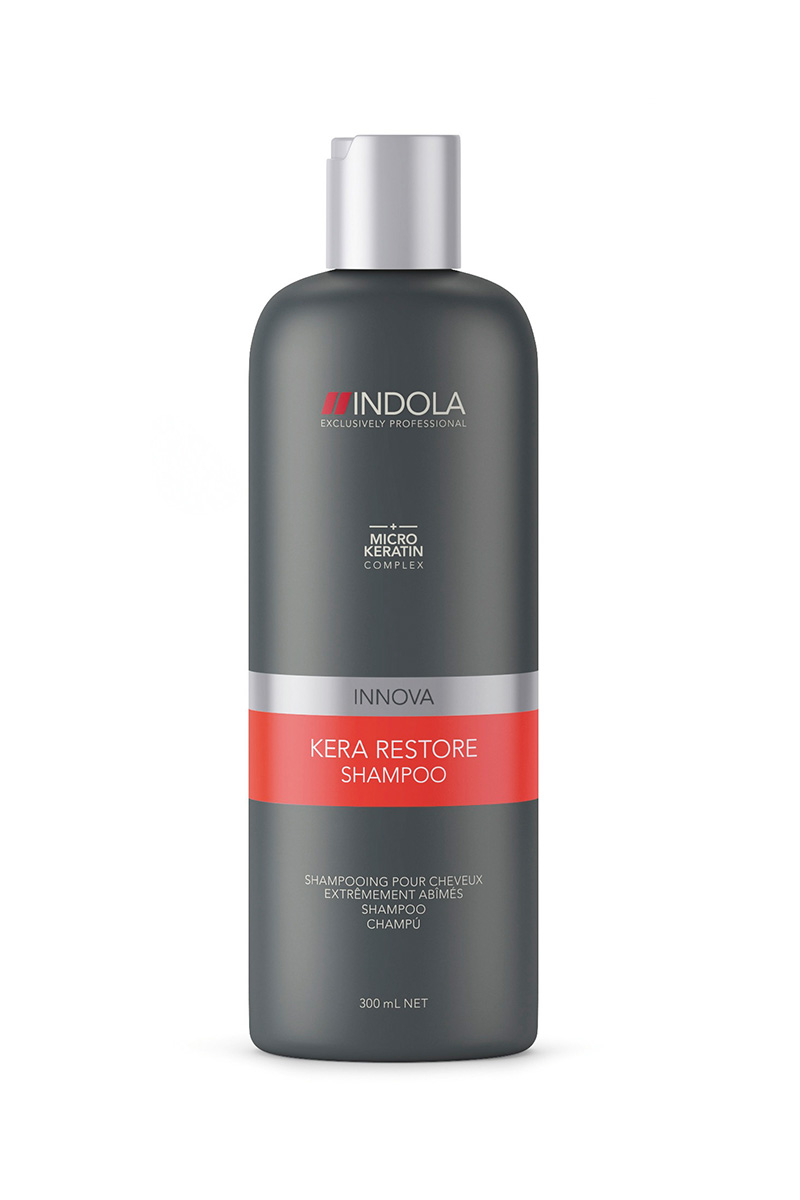 INDOLA
EXCLUSIVELY PROFESSIONAL
+
MICRO
KERATIN
COMPLEX
INNOVA
KERA RESTORE
SHAMPOO
SHAMPOOING POUR CHEVEUX
EXTRÊMEMENT ABÎMÉS
SHAMPOO
CHAMPÚ
300 mL NET